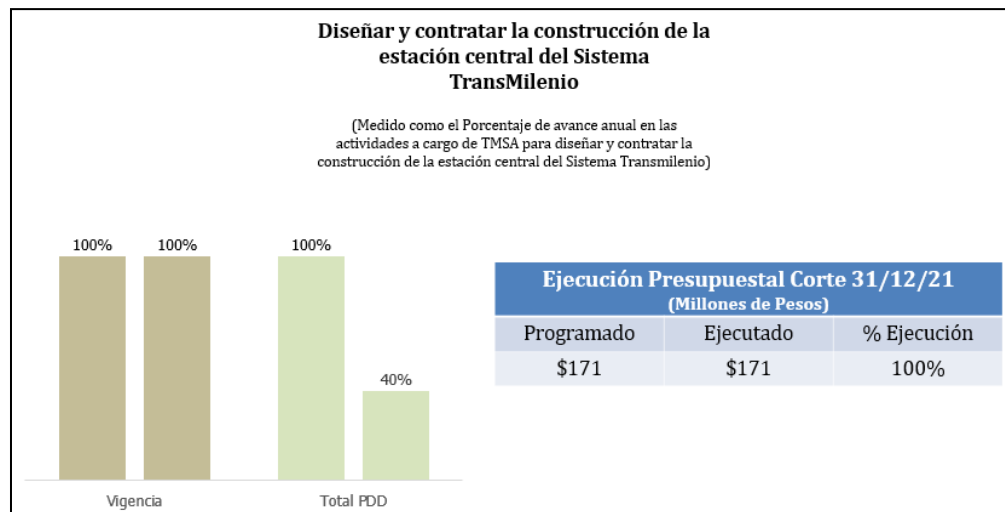 Diseñar y contratar la construcción de la
estación central del Sistema
TransMilenio
(Medido como el Porcentaje de avance anual en las
actividades a cargo de TMSA para diseñar y contratar la
construcción de la estación central del Sistema Transmilenio)
100%
100%
100%
40%
Vigencia
Total PDD
Ejecución Presupuestal Corte 31/12/21
(Millones de Pesos)
Programado Ejecutado % Ejecución
$171 $171 100%